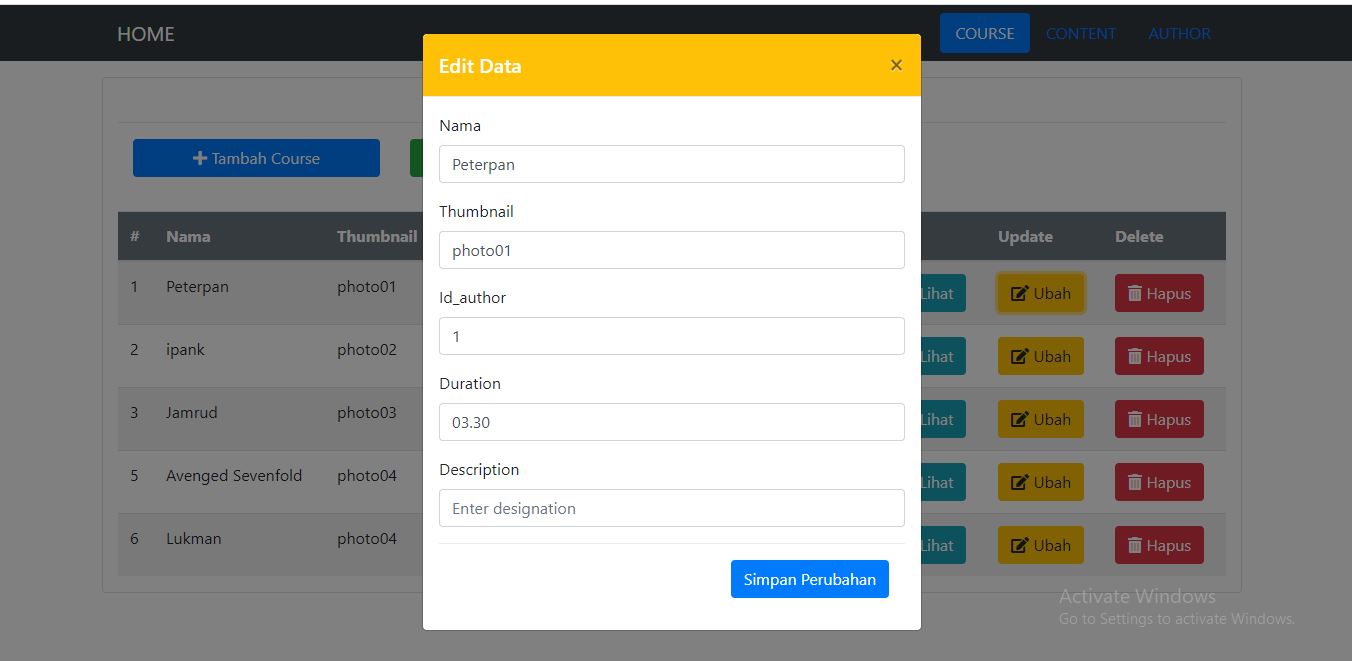 HOME
COURSE CONTENT AUTHOR
Edit Data ×
Nama
Peterpan
Thumbnail
photo01
Id_author
1
Duration
03.30
Description
Enter designation
Simpan Perubahan
Tambah Course
# Nama Thumbnail Update Delete
1 Peterpan photo01 Lihat Ubah Hapus
2 ipank photo02 Lihat Ubah Hapus
3 Jamrud photo03 Lihat Ubah Hapus
5 Avenged Sevenfold photo04 Lihat Ubah Hapus
6 Lukman photo04 Lihat Ubah Hapus
Activate Windows
Go to Settings to activate Windows.